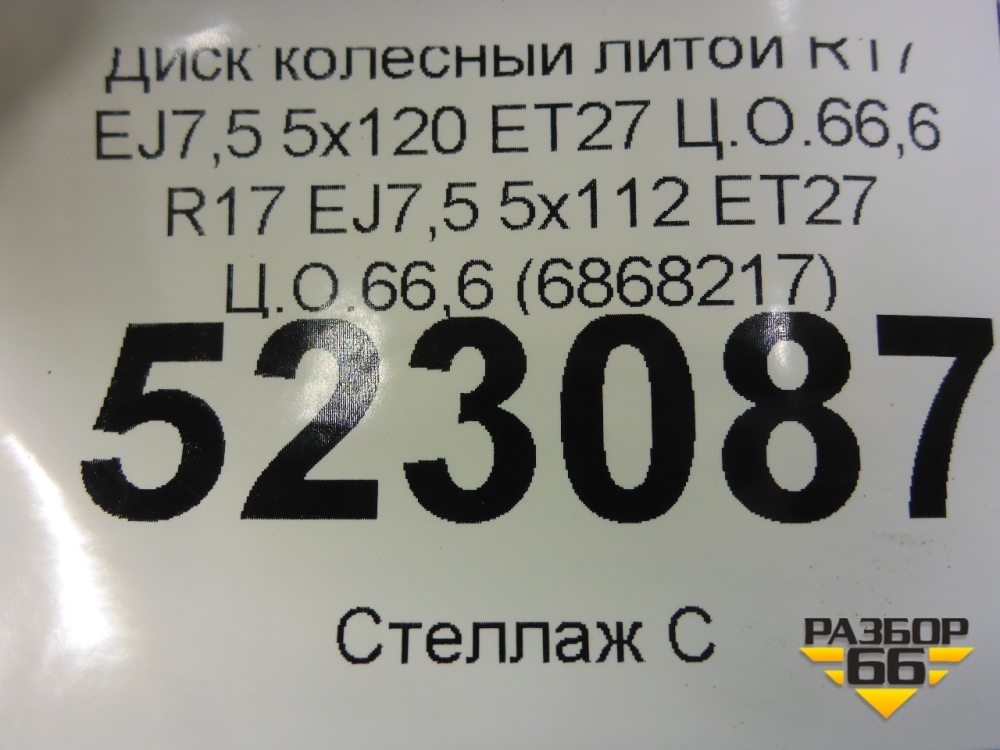 Диск колесный литой R17
EJ7,5 5x120 ET27 Ц.О.66,6
R17 EJ7,5 5x112 ET27
Ц.О.66,6 (6868217)
523087
Стеллаж С
РАЗБОР
66